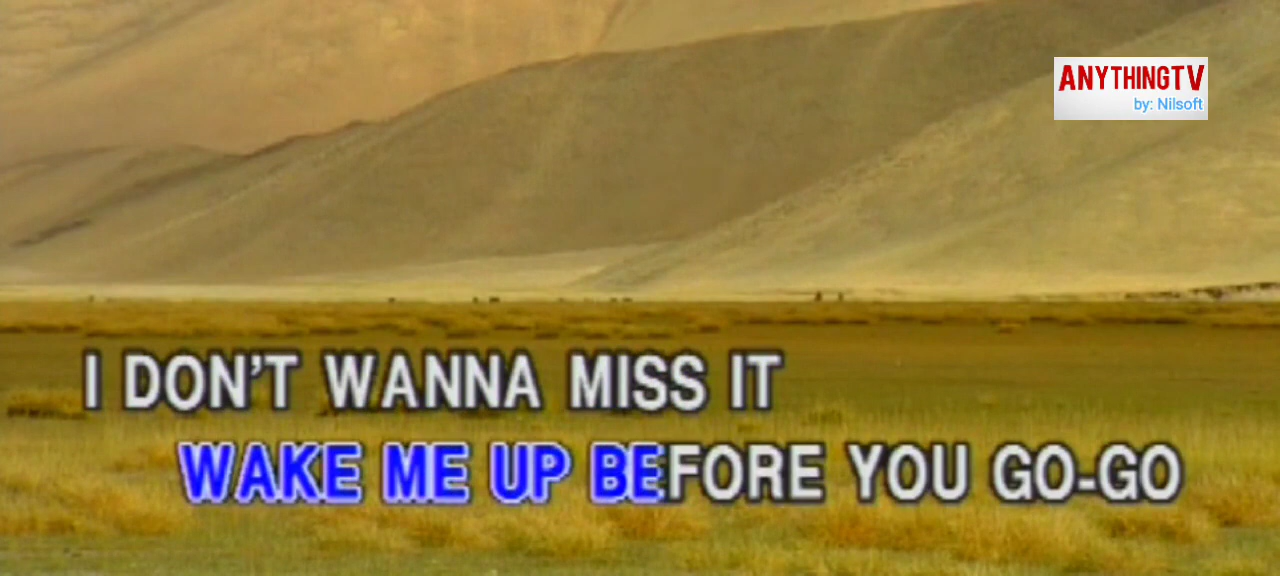 ANYTHINGTV
by: Nilsoft
I DON'T WANNA MISS IT
WAKE ME UP BEFORE YOU GO-GO